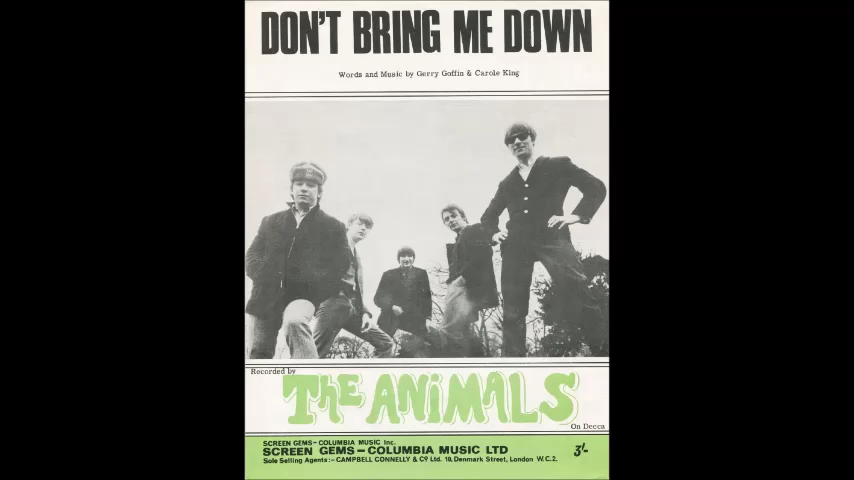 DON'T BRING ME DOWN
Words and Music by Gerry Goffin & Carole King
Recorded by
THE ANiMALS
On Decca
SCREEN GEMS-COLUMBIA MUSIC Inc.
SCREEN GEMS-COLUMBIA MUSIC LTD
Sole Selling Agents:- CAMPBELL CONNELLY & Co Ltd. 10, Denmark Street, London W.C.2.
3/-